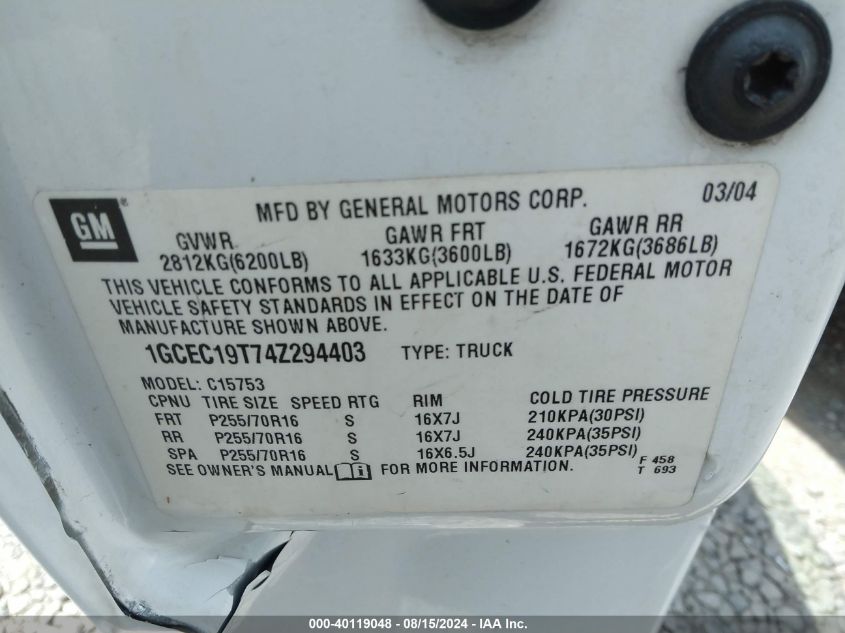 GM®
MFD BY GENERAL MOTORS CORP. 03/04
GVWR GAWR FRT GAWR RR
2812KG(6200LB) 1633KG(3600LB) 1672KG(3686LB)
THIS VEHICLE CONFORMS TO ALL APPLICABLE U.S. FEDERAL MOTOR
VEHICLE SAFETY STANDARDS IN EFFECT ON THE DATE OF
MANUFACTURE SHOWN ABOVE.
1GCEC19T74Z294403 TYPE: TRUCK
MODEL: C15753
CPNU TIRE SIZE SPEED RTG RIM COLD TIRE PRESSURE
FRT P255/70R16 S 16X7J 210KPA(30PSI)
RR P255/70R16 S 16X7J 240KPA(35PSI)
SPA P255/70R16 S 16X6.5J 240KPA(35PSI)
SEE OWNER'S MANUAL FOR MORE INFORMATION.
F 458
T 693
000-40119048 - 08/15/2024 - IAA Inc.